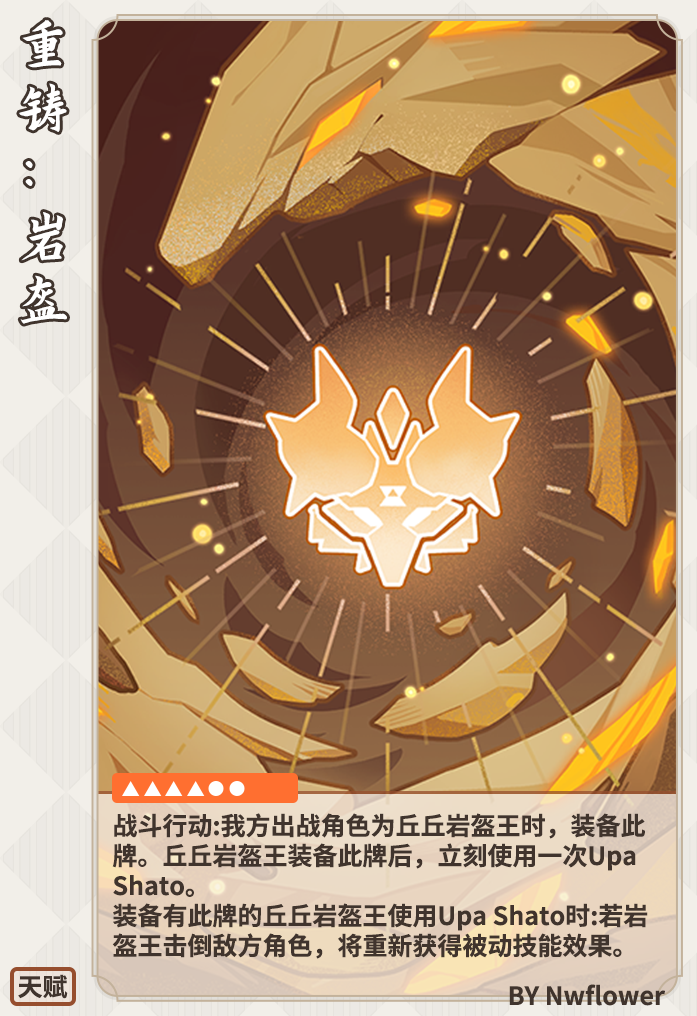 重铸：岩盔
战斗行动:我方出战角色为丘丘岩盔王时，装备此
牌。丘丘岩盔王装备此牌后，立刻使用一次Upa
Shato。
装备有此牌的丘丘岩盔王使用Upa Shato时:若岩
盔王击倒敌方角色，将重新获得被动技能效果。
天赋
BY Nwflower